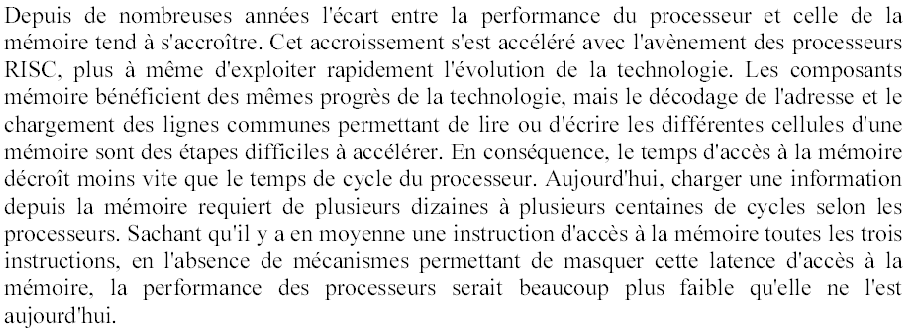 Depuis de nombreuses années l'écart entre la performance du processeur et celle de la
mémoire tend à s'accroître. Cet accroissement s'est accéléré avec l'avènement des processeurs
RISC, plus à même d'exploiter rapidement l'évolution de la technologie. Les composants
mémoire bénéficient des mêmes progrès de la technologie, mais le décodage de l'adresse et le
chargement des lignes communes permettant de lire ou d'écrire les différentes cellules d'une
mémoire sont des étapes difficiles à accélérer. En conséquence, le temps d'accès à la mémoire
décroît moins vite que le temps de cycle du processeur. Aujourd'hui, charger une information
depuis la mémoire requiert de plusieurs dizaines à plusieurs centaines de cycles selon les
processeurs. Sachant qu'il y a en moyenne une instruction d'accès à la mémoire toutes les trois
instructions, en l'absence de mécanismes permettant de masquer cette latence d'accès à la
mémoire, la performance des processeurs serait beaucoup plus faible qu'elle ne l'est
aujourd'hui.